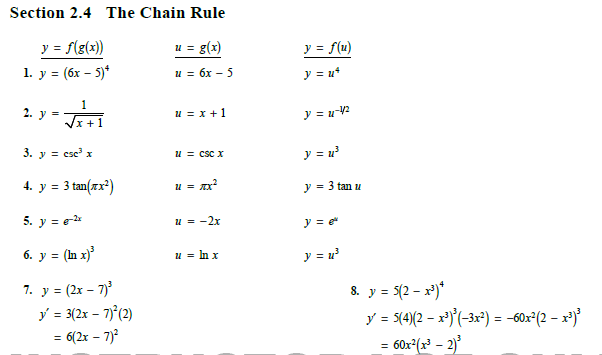 Section 2.4 The Chain Rule
y = f(g(x)) u = g(x) y = f(u)
1. y = (6x − 5)⁴ u = 6x − 5 y = u⁴
2. y = 1/√(x + 1) u = x + 1 y = u^(−1/2)
3. y = csc³ x u = csc x y = u³
4. y = 3 tan(πx²) u = πx² y = 3 tan u
5. y = e^(−2x) u = −2x y = e^u
6. y = (ln x)³ u = ln x y = u³
7. y = (2x − 7)³
y′ = 3(2x − 7)²(2)
= 6(2x − 7)²
8. y = 5(2 − x³)⁴
y′ = 5(4)(2 − x³)³(−3x²) = −60x²(2 − x³)³
= 60x²(x³ − 2)³